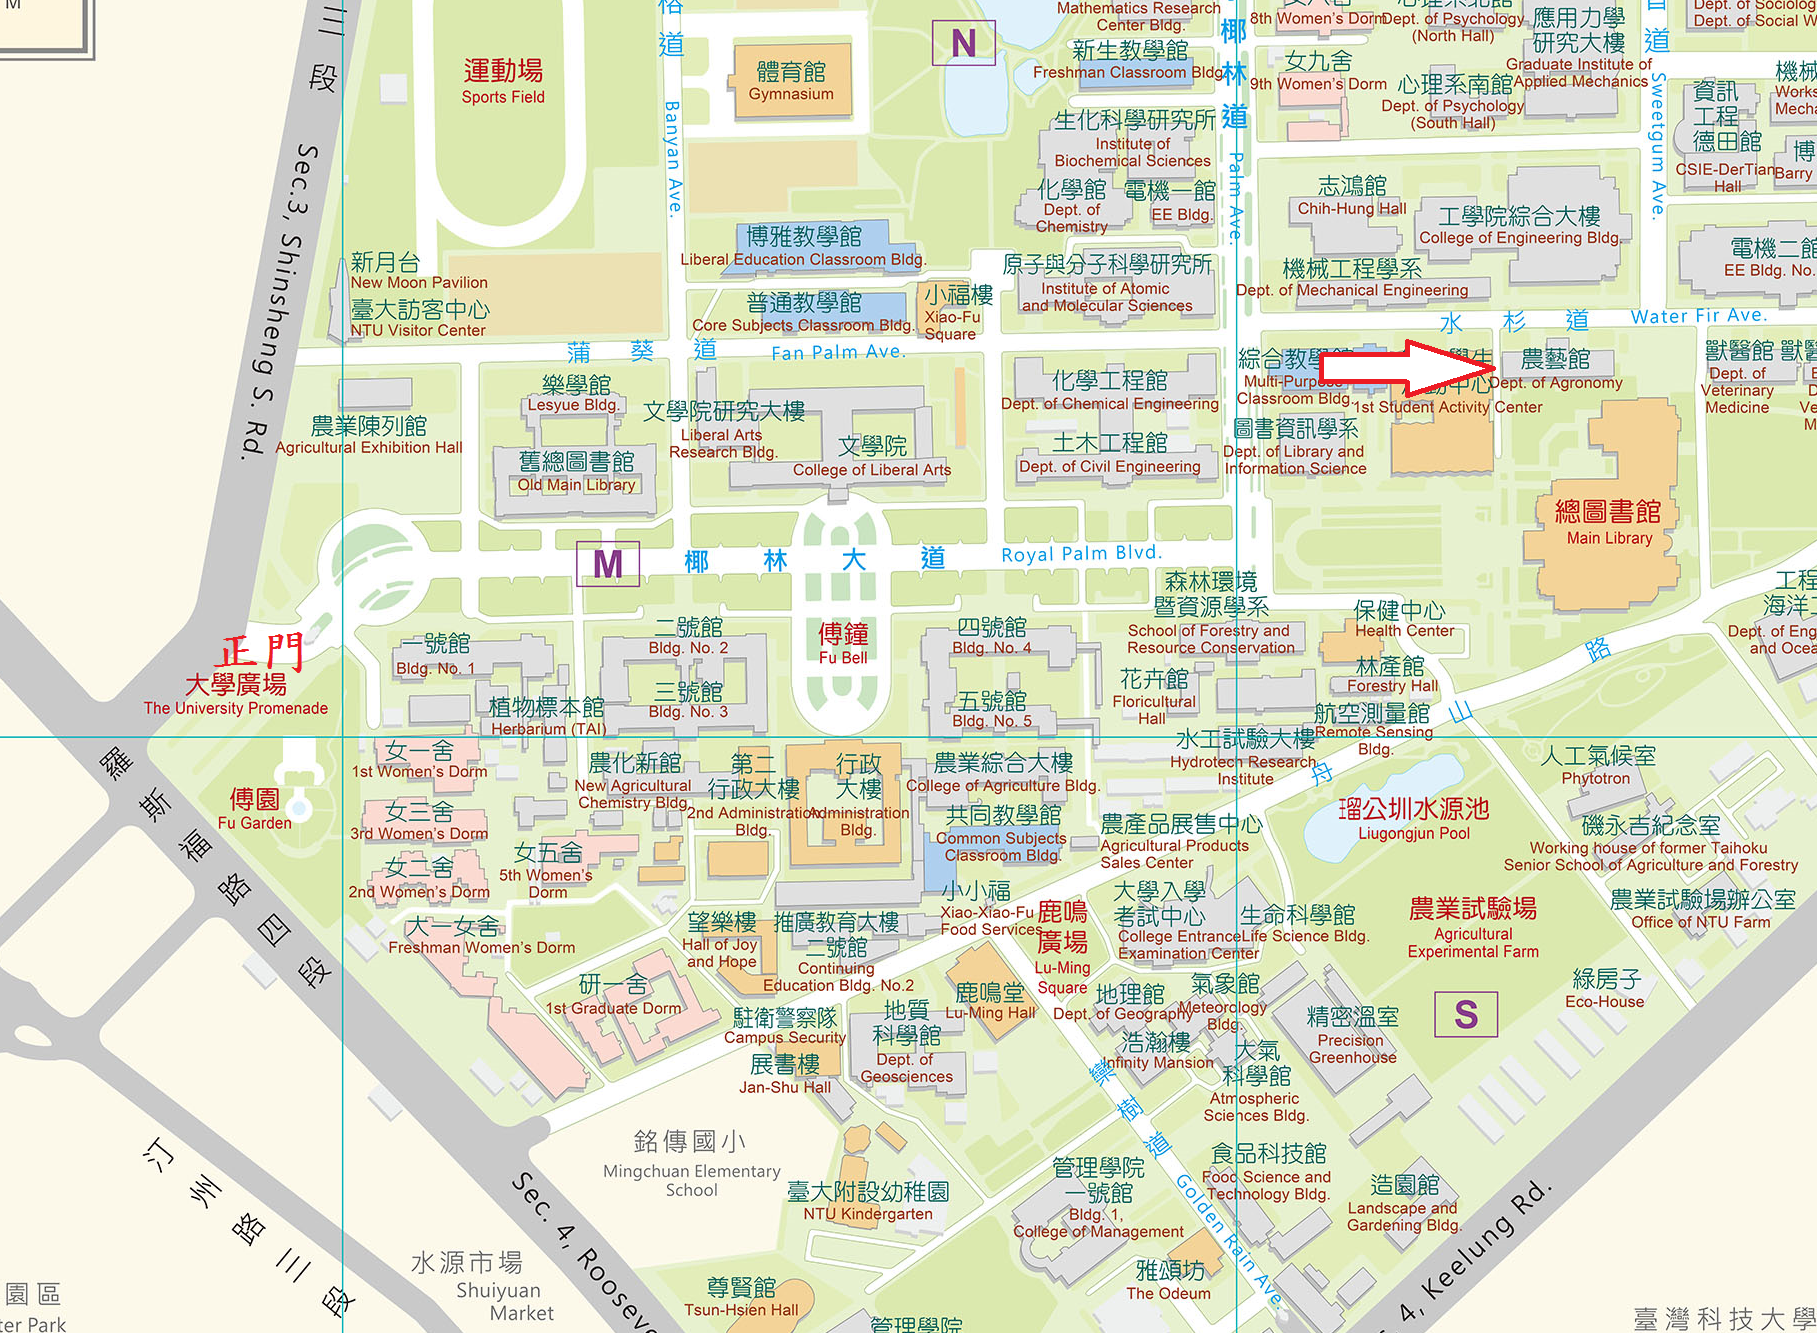 M
三
段
Sec.3, Shinsheng S. Rd.
運動場
Sports Field
榕
道
Banyan Ave.
體育館
Gymnasium
N
Mathematics Research
Center Bldg.
新生教學館
Freshman Classroom Bldg.
椰
林
道
Palm Ave.
8th Women's Dorm
Dept. of Psychology
(North Hall)
應用力學
研究大樓
Graduate Institute of
Applied Mechanics
女九舍
9th Women's Dorm
心理系南館
Dept. of Psychology
(South Hall)
道
Sweetgum Ave.
Dept. of Sociolog
Dept. of Social W
資訊
工程
德田館
CSIE-DerTian
Hall
機械
Works
Mecha
博
Barry
生化科學研究所
Institute of
Biochemical Sciences
化學館
Dept. of
Chemistry
電機一館
EE Bldg.
志鴻館
Chih-Hung Hall
工學院綜合大樓
College of Engineering Bldg.
電機二館
EE Bldg. No.
博雅教學館
Liberal Education Classroom Bldg.
新月台
New Moon Pavilion
臺大訪客中心
NTU Visitor Center
普通教學館
Core Subjects Classroom Bldg.
小福樓
Xiao-Fu
Square
原子與分子科學研究所
Institute of Atomic
and Molecular Sciences
機械工程學系
Dept. of Mechanical Engineering
水杉道 Water Fir Ave.
蒲葵道 Fan Palm Ave.
綜合教學館
Multi-Purpose
Classroom Bldg.
學生
活動中心
1st Student Activity Center
農藝館
Dept. of Agronomy
獸醫館
Dept. of
Veterinary
Medicine
獸醫
農業陳列館
Agricultural Exhibition Hall
樂學館
Lesyue Bldg.
舊總圖書館
Old Main Library
文學院研究大樓
Liberal Arts
Research Bldg.
文學院
College of Liberal Arts
化學工程館
Dept. of Chemical Engineering
土木工程館
Dept. of Civil Engineering
圖書資訊學系
Dept. of Library and
Information Science
總圖書館
Main Library
M
椰林大道 Royal Palm Blvd.
正門
大學廣場
The University Promenade
一號館
Bldg. No. 1
二號館
Bldg. No. 2
三號館
Bldg. No. 3
傅鐘
Fu Bell
四號館
Bldg. No. 4
五號館
Bldg. No. 5
森林環境
暨資源學系
School of Forestry and
Resource Conservation
保健中心
Health Center
林產館
Forestry Hall
花卉館
Floricultural
Hall
航空測量館
Remote Sensing
Bldg.
工程
海洋工
Dept. of Eng
and Ocea
植物標本館
Herbarium (TAI)
水工試驗大樓
Hydrotech Research
Institute
舟
山
路
人工氣候室
Phytotron
傅園
Fu Garden
女一舍
1st Women's Dorm
女三舍
3rd Women's Dorm
女二舍
2nd Women's Dorm
女五舍
5th Women's
Dorm
農化新館
New Agricultural
Chemistry Bldg.
第二
行政大樓
2nd Administration
Bldg.
行政
大樓
Administration
Bldg.
農業綜合大樓
College of Agriculture Bldg.
共同教學館
Common Subjects
Classroom Bldg.
農產品展售中心
Agricultural Products
Sales Center
瑠公圳水源池
Liugongjun Pool
磯永吉紀念室
Working house of former Taihoku
Senior School of Agriculture and Forestry
農業試驗場辦公室
Office of NTU Farm
農業試驗場
Agricultural
Experimental Farm
大一女舍
Freshman Women's Dorm
望樂樓
Hall of Joy
and Hope
推廣教育大樓
二號館
Continuing
Education Bldg. No.2
小小福
Xiao-Xiao-Fu
Food Services
鹿鳴
廣場
Lu-Ming
Square
大學入學
考試中心
College Entrance
Examination Center
生命科學館
Life Science Bldg.
研一舍
1st Graduate Dorm
駐衛警察隊
Campus Security
展書樓
Jan-Shu Hall
地質
科學館
Dept. of
Geosciences
鹿鳴堂
Lu-Ming Hall
地理館
Dept. of Geography
氣象館
Meteorology
Bldg.
浩瀚樓
Infinity Mansion
大氣
科學館
Atmospheric
Sciences Bldg.
精密溫室
Precision
Greenhouse
S
綠房子
Eco-House
羅
斯
福
路
四
段
Sec. 4, Rooseve
欒
樹
道
Golden Rain Ave.
銘傳國小
Mingchuan Elementary
School
臺大附設幼稚園
NTU Kindergarten
管理學院
一號館
Bldg. 1,
College of Management
食品科技館
Food Science and
Technology Bldg.
造園館
Landscape and
Gardening Bldg.
雅頌坊
The Odeum
4, Keelung Rd.
汀
州
路
三
段
水源市場
Shuiyuan
Market
尊賢館
Tsun-Hsien Hall
管理學院
園區
ter Park
臺灣科技大學